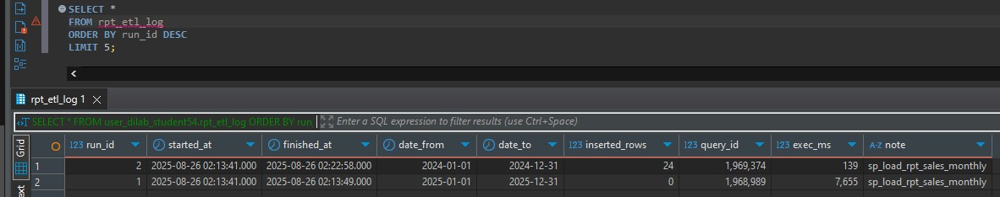 SELECT *
FROM rpt_etl_log
ORDER BY run_id DESC
LIMIT 5;
rpt_etl_log 1
SELECT * FROM user_dilab_student54.rpt_etl_log ORDER BY run Enter a SQL expression to filter results (use Ctrl+Space)
Grid
123 run_id started_at finished_at date_from date_to 123 inserted_rows 123 query_id 123 exec_ms A-Z note
1 2 2025-08-26 02:13:41.000 2025-08-26 02:22:58.000 2024-01-01 2024-12-31 24 1,969,374 139 sp_load_rpt_sales_monthly
2 1 2025-08-26 02:13:41.000 2025-08-26 02:13:49.000 2025-01-01 2025-12-31 0 1,968,989 7,655 sp_load_rpt_sales_monthly